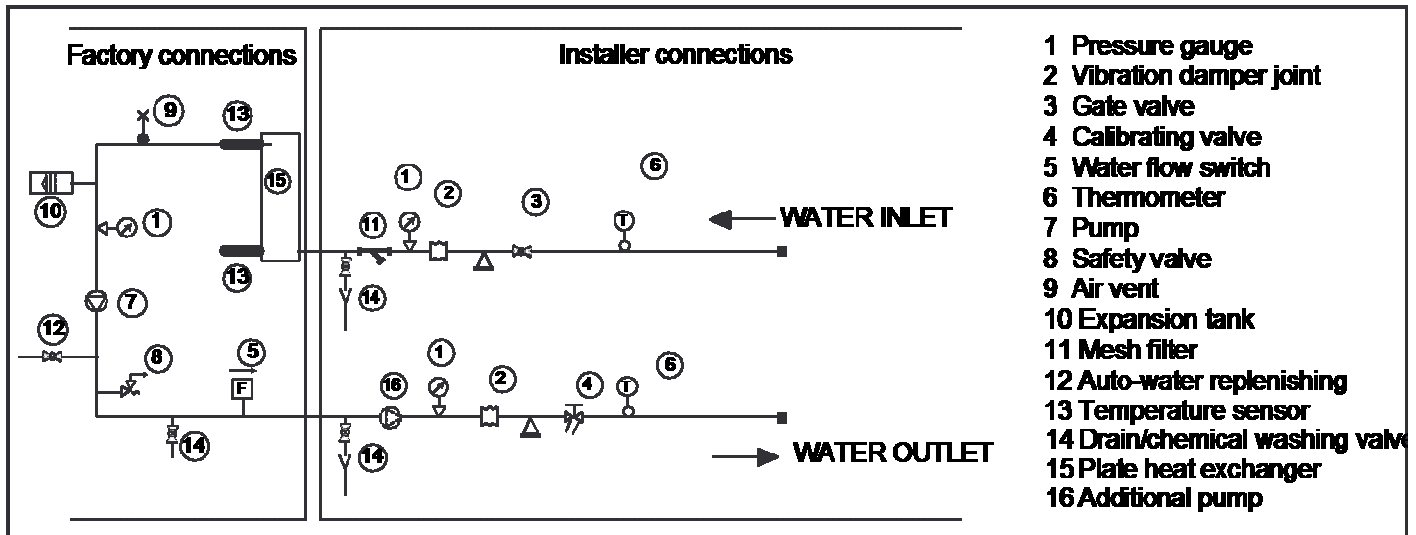 Factory connections
Installer connections
9
13
10
1
15
13
7
12
8
5
F
14
11
1
2
3
6
T
WATER INLET
14
1
16
2
4
6
T
14
WATER OUTLET
1 Pressure gauge
2 Vibration damper joint
3 Gate valve
4 Calibrating valve
5 Water flow switch
6 Thermometer
7 Pump
8 Safety valve
9 Air vent
10 Expansion tank
11 Mesh filter
12 Auto-water replenishing
13 Temperature sensor
14 Drain/chemical washing valve
15 Plate heat exchanger
16 Additional pump